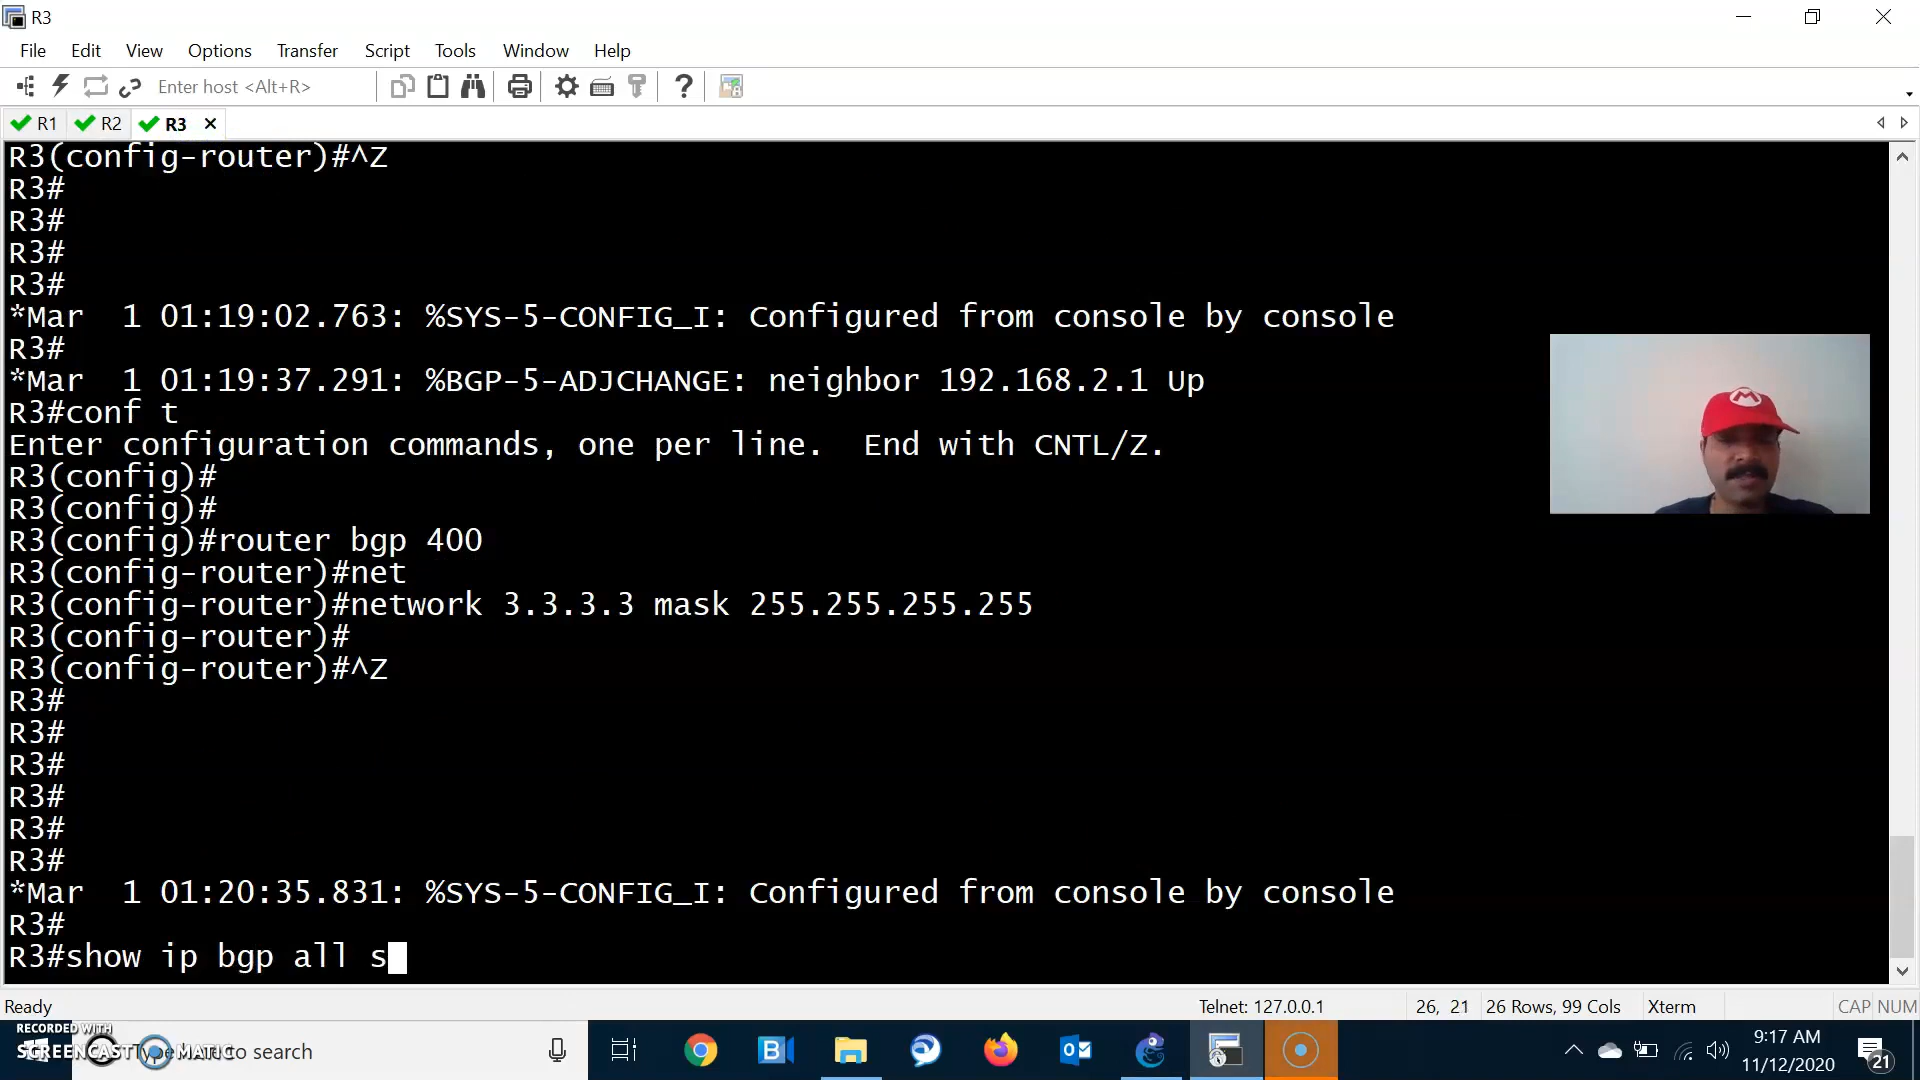 R3
File Edit View Options Transfer Script Tools Window Help
Enter host <Alt+R>
R1 R2 R3
R3(config-router)#^Z
R3#
R3#
R3#
R3#
*Mar  1 01:19:02.763: %SYS-5-CONFIG_I: Configured from console by console
R3#
*Mar  1 01:19:37.291: %BGP-5-ADJCHANGE: neighbor 192.168.2.1 Up
R3#conf t
Enter configuration commands, one per line.  End with CNTL/Z.
R3(config)#
R3(config)#
R3(config)#router bgp 400
R3(config-router)#net
R3(config-router)#network 3.3.3.3 mask 255.255.255.255
R3(config-router)#
R3(config-router)#^Z
R3#
R3#
R3#
R3#
R3#
R3#
*Mar  1 01:20:35.831: %SYS-5-CONFIG_I: Configured from console by console
R3#
R3#show ip bgp all s
Ready Telnet: 127.0.0.1 26, 21 26 Rows, 99 Cols Xterm CAP NUM
RECORDED WITH
SCREENCAST MATIC
to search
9:17 AM
11/12/2020
21